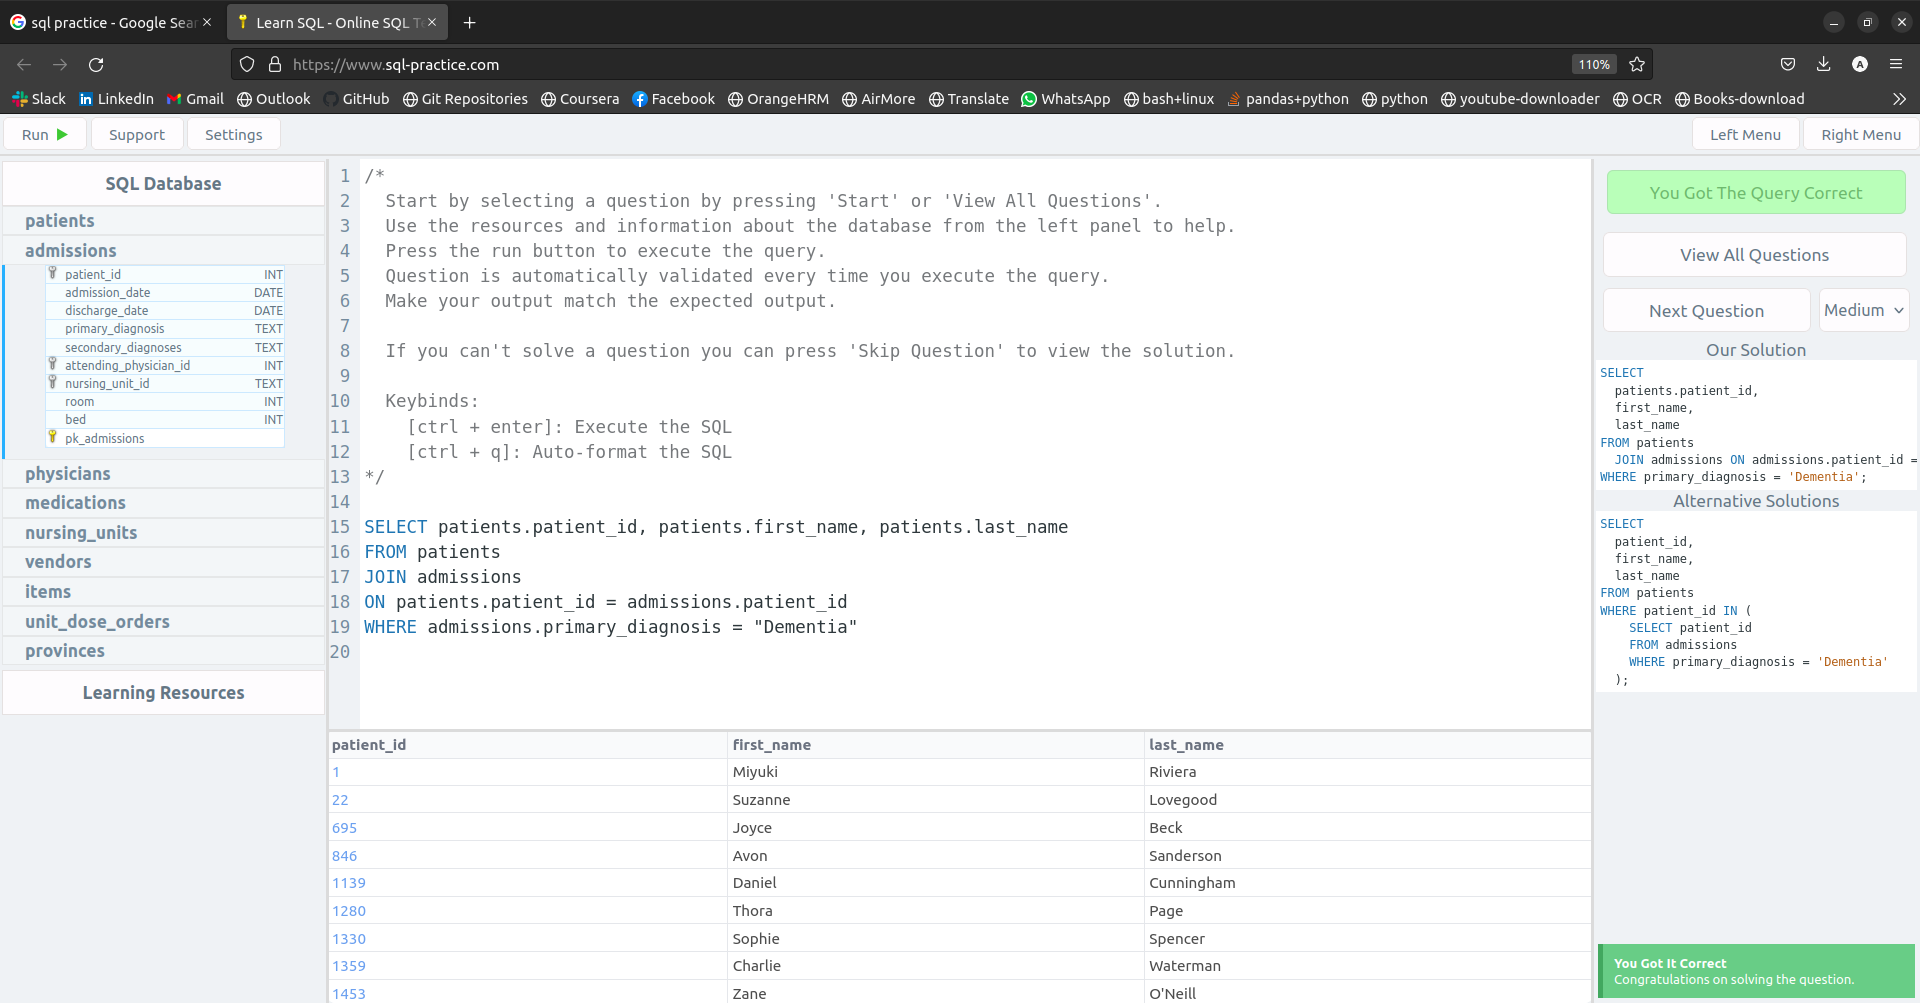 sql practice - Google Sear
Learn SQL - Online SQL Te
https://www.sql-practice.com
110%
Slack LinkedIn Gmail Outlook GitHub Git Repositories Coursera Facebook OrangeHRM AirMore Translate WhatsApp bash+linux pandas+python python youtube-downloader OCR Books-download
Run Support Settings Left Menu Right Menu
SQL Database
patients
admissions
patient_id INT
admission_date DATE
discharge_date DATE
primary_diagnosis TEXT
secondary_diagnoses TEXT
attending_physician_id INT
nursing_unit_id TEXT
room INT
bed INT
pk_admissions
physicians
medications
nursing_units
vendors
items
unit_dose_orders
provinces
Learning Resources
1 /*
2 Start by selecting a question by pressing 'Start' or 'View All Questions'.
3 Use the resources and information about the database from the left panel to help.
4 Press the run button to execute the query.
5 Question is automatically validated every time you execute the query.
6 Make your output match the expected output.
7
8 If you can't solve a question you can press 'Skip Question' to view the solution.
9
10 Keybinds:
11 [ctrl + enter]: Execute the SQL
12 [ctrl + q]: Auto-format the SQL
13 */
14
15 SELECT patients.patient_id, patients.first_name, patients.last_name
16 FROM patients
17 JOIN admissions
18 ON patients.patient_id = admissions.patient_id
19 WHERE admissions.primary_diagnosis = "Dementia"
20
patient_id first_name last_name
1 Miyuki Riviera
22 Suzanne Lovegood
695 Joyce Beck
846 Avon Sanderson
1139 Daniel Cunningham
1280 Thora Page
1330 Sophie Spencer
1359 Charlie Waterman
1453 Zane O'Neill
You Got The Query Correct
View All Questions
Next Question Medium
Our Solution
SELECT
patients.patient_id,
first_name,
last_name
FROM patients
JOIN admissions ON admissions.patient_id =
WHERE primary_diagnosis = 'Dementia';
Alternative Solutions
SELECT
patient_id,
first_name,
last_name
FROM patients
WHERE patient_id IN (
SELECT patient_id
FROM admissions
WHERE primary_diagnosis = 'Dementia'
);
You Got It Correct
Congratulations on solving the question.